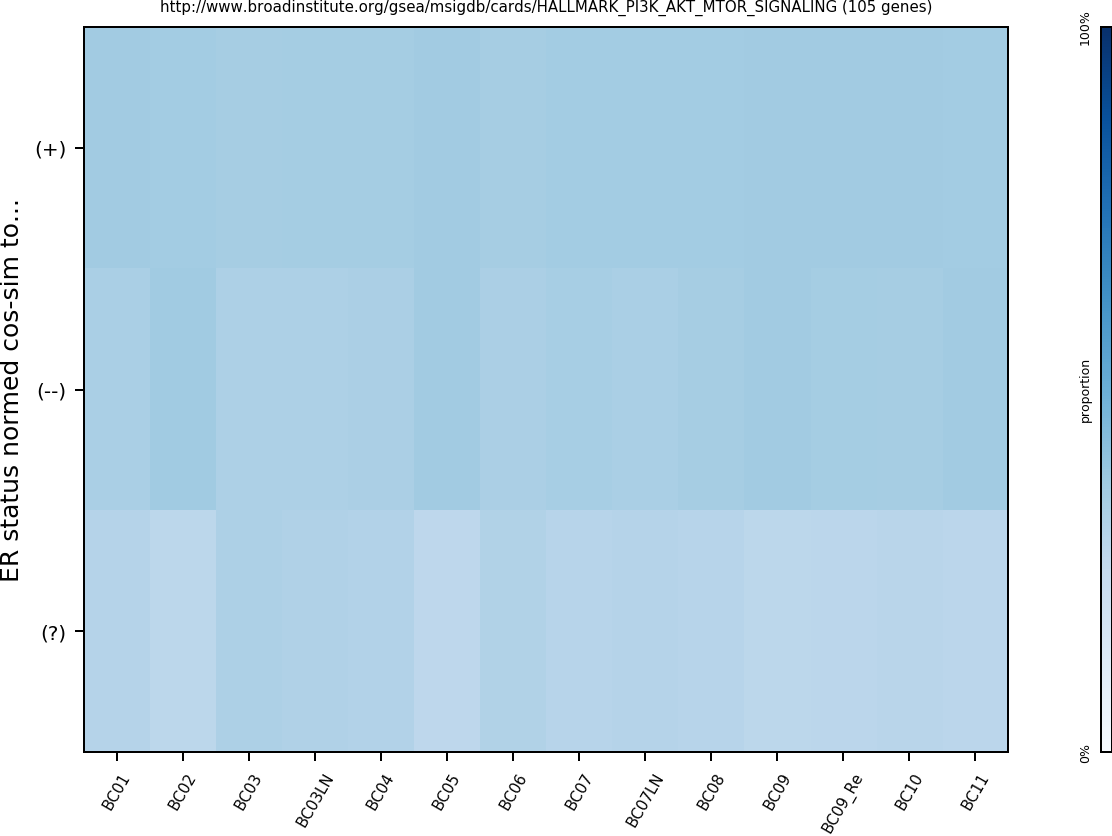 http://www.broadinstitute.org/gsea/msigdb/cards/HALLMARK_PI3K_AKT_MTOR_SIGNALING (105 genes)
ER status normed cos-sim to...
(+)
(--)
(?)
BC01
BC02
BC03
BC03LN
BC04
BC05
BC06
BC07
BC07LN
BC08
BC09
BC09_Re
BC10
BC11
100%
proportion
0%